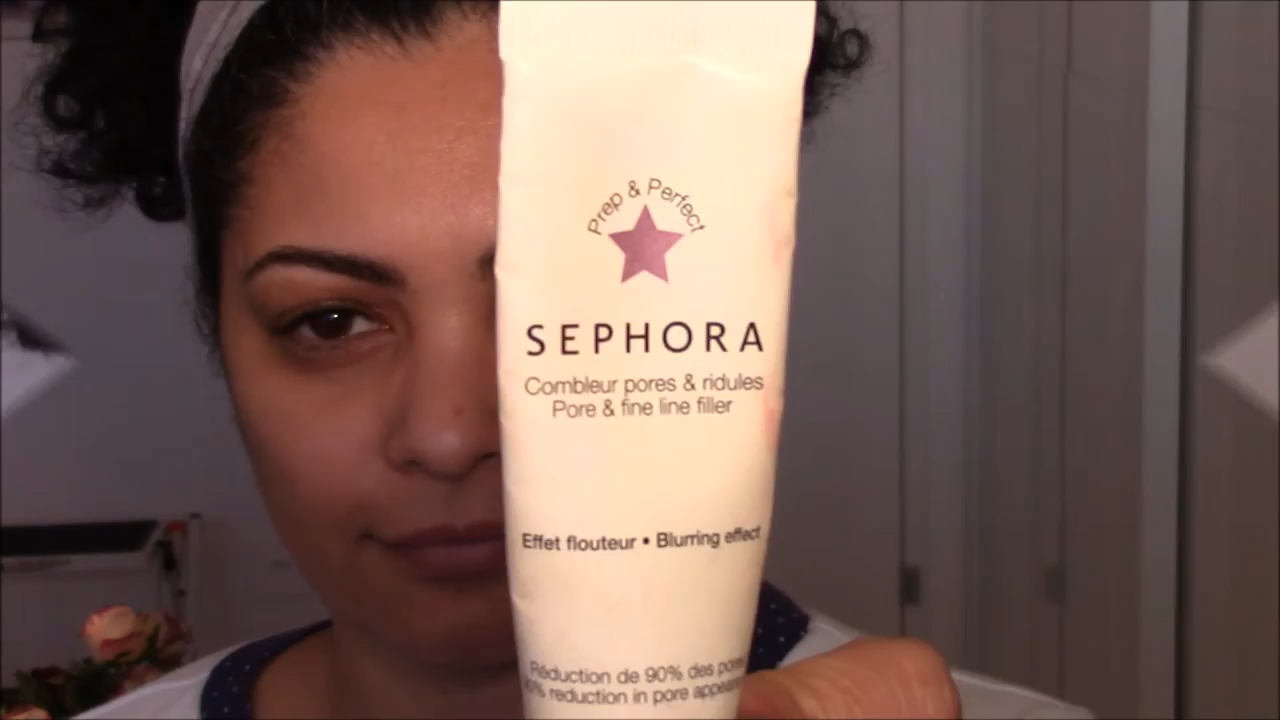 Prep & Perfect
SEPHORA
Combleur pores & ridules
Pore & fine line filler
Effet flouteur • Blurring effect
Réduction de 90% des
reduction in pore